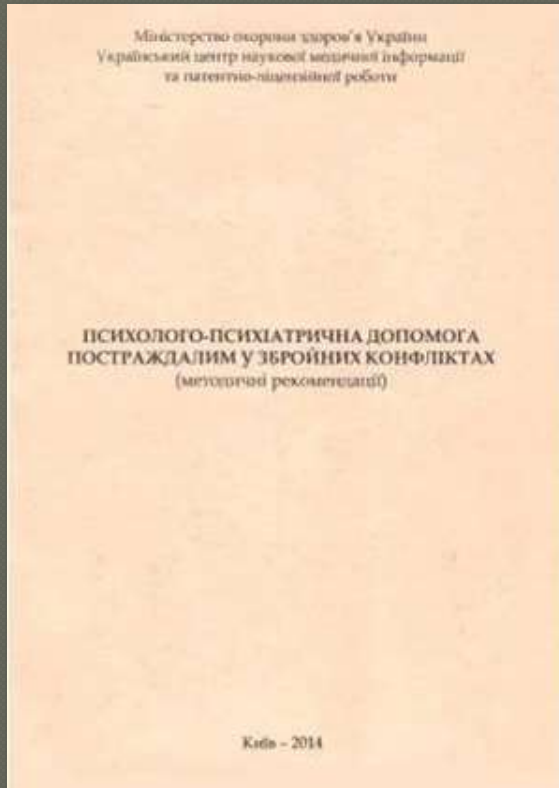 Міністерство охорони здоров'я України
Український центр наукової медичної інформації
та патентно-ліцензійної роботи
ПСИХОЛОГО-ПСИХІАТРИЧНА ДОПОМОГА
ПОСТРАЖДАЛИМ У ЗБРОЙНИХ КОНФЛІКТАХ
(методичні рекомендації)
Київ – 2014